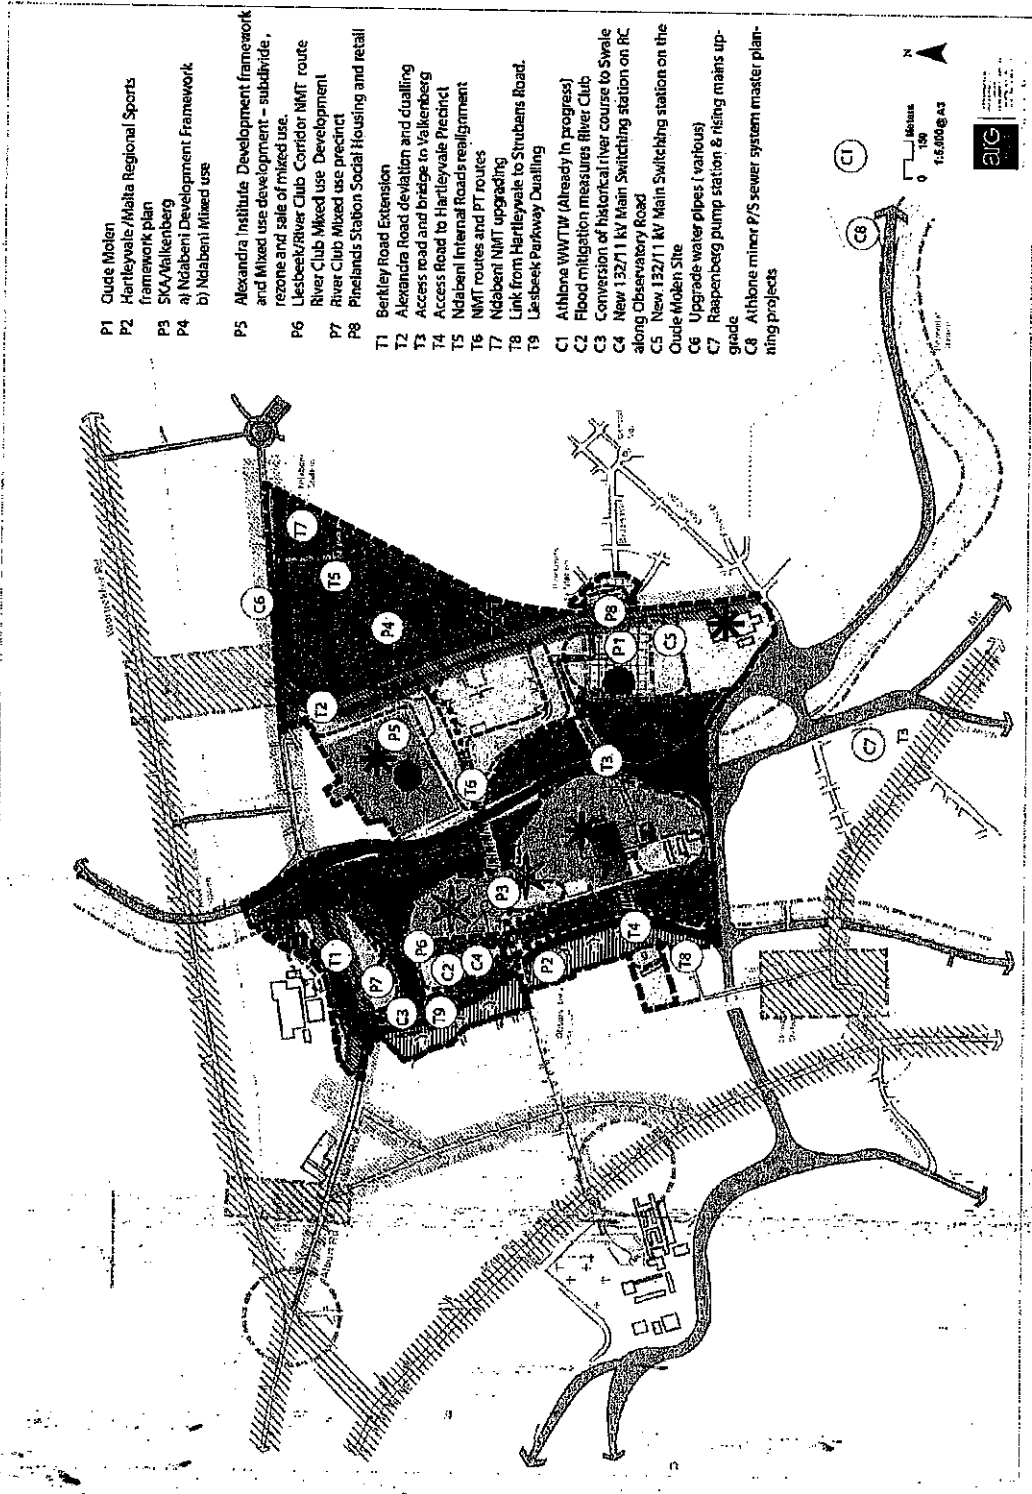 P1 Oude Molen
P2 Hartleyvale/Malta Regional Sports
framework plan
P3 SKA/Valkenberg
P4 a) Ndabeni Development Framework
b) Ndabeni Mixed use
P5 Alexandra Institute Development framework
and Mixed use development – subdivide,
rezone and sale of mixed use.
P6 Liesbeek/River Club Corridor NMT route
River Club Mixed use Development
P7 River Club Mixed use precinct
P8 Pinelands Station Social Housing and retail
T1 Berkley Road Extension
T2 Alexandra Road deviation and dualling
T3 Access road and bridge to Valkenberg
T4 Access Road to Hartleyvale Precinct
T5 Ndabeni Internal Roads realignment
T6 NMT routes and PT routes
T7 Ndabeni NMT upgrading
T8 Link from Hartleyvale to Strubens Road.
T9 Liesbeek Parkway Dualling
C1 Athlone WWTW (Already in progress)
C2 Flood mitigation measures River Club
C3 Conversion of historical river course to Swale
C4 New 132/11 kV Main Switching station on RC
along Observatory Road
C5 New 132/11 kV Main Switching station on the
Oude Molen Site
C6 Upgrade water pipes (various)
C7 Raapenberg pump station & rising mains up-
grade
C8 Athlone minor P/S sewer system master plan-
ning projects
C1
N
0 150 Meters
1:5,000@A3
C8
T7
C6
T5
P4
P8
P1
C5
T2
P5
T6
T3
C7
T3
P3
T1
P6
P7
C2
C4
P2
T4
T8
C3
T9
Albun Rd